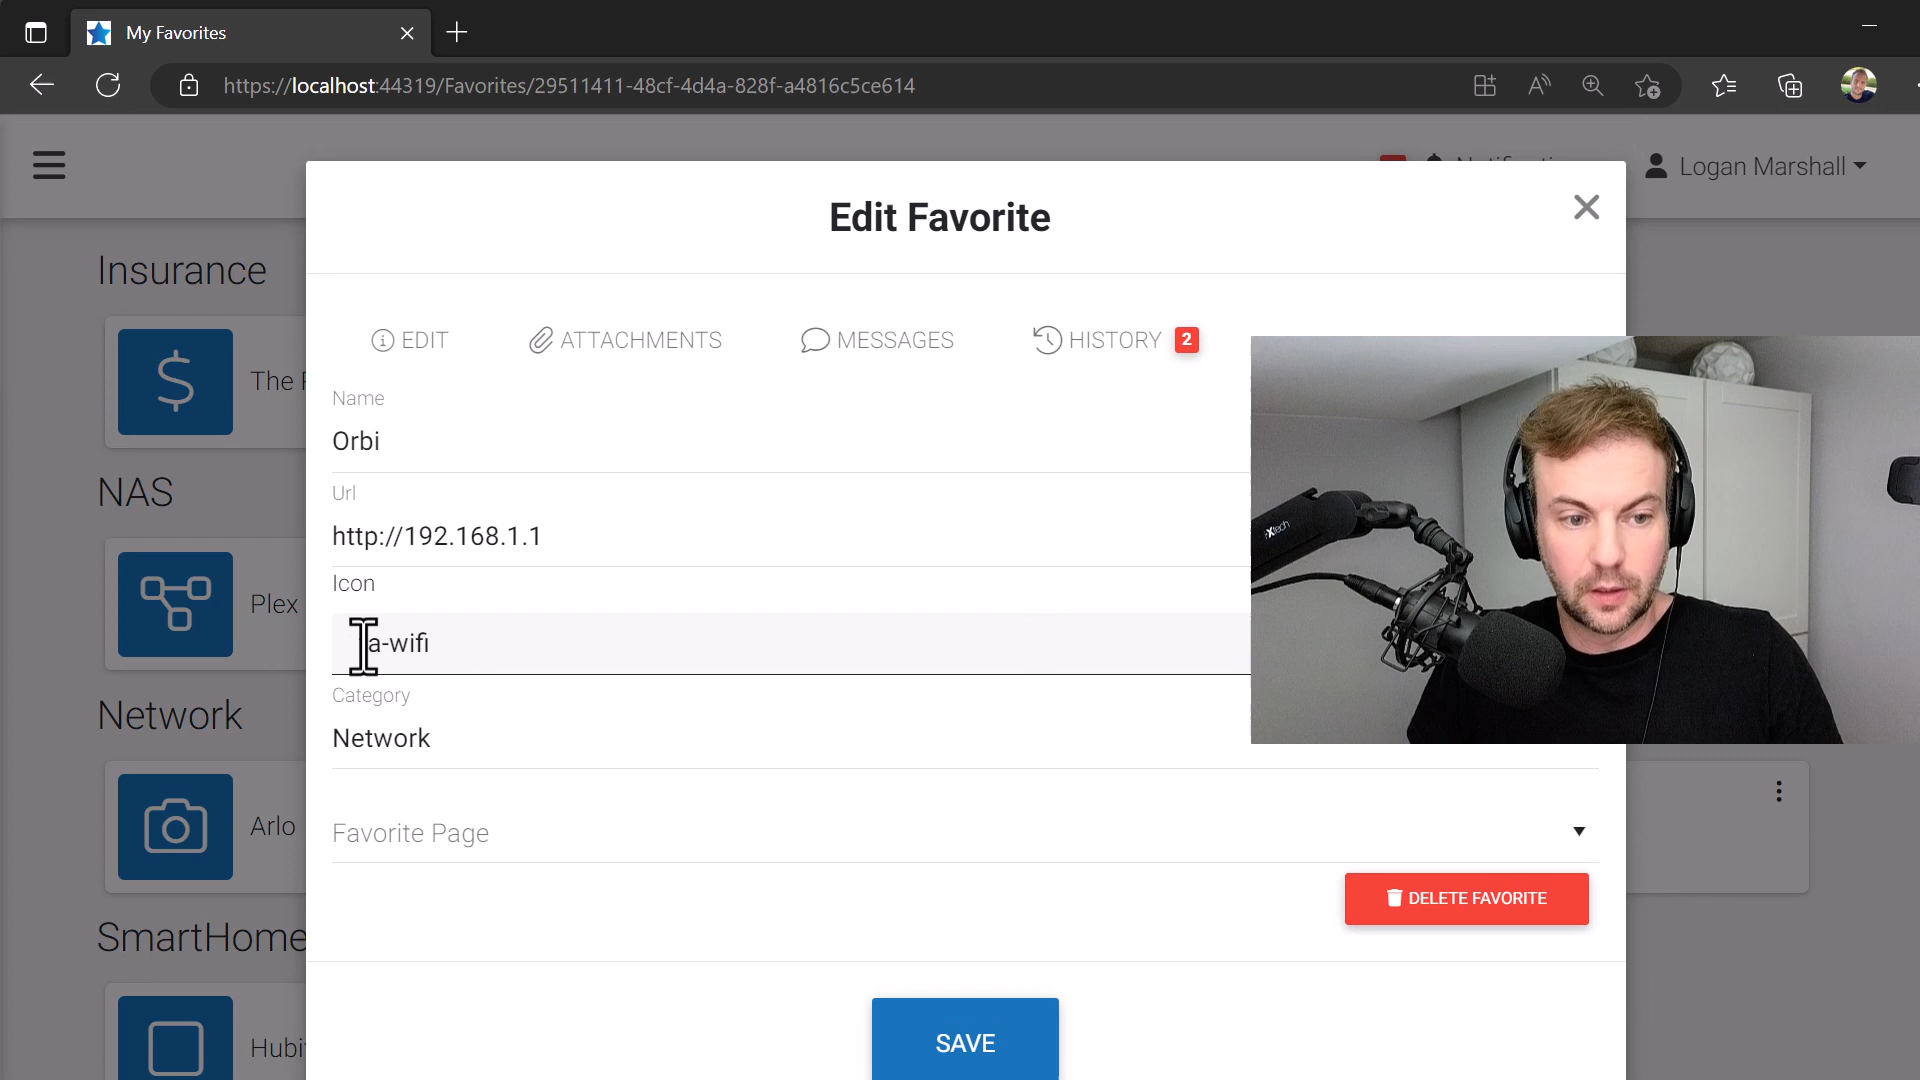 My Favorites
https://localhost:44319/Favorites/29511411-48cf-4d4a-828f-a4816c5ce614
Logan Marshall
Edit Favorite
Insurance
EDIT
ATTACHMENTS
MESSAGES
HISTORY 2
The
Name
Orbi
NAS
Url
http://192.168.1.1
Icon
Plex
a-wifi
Category
Network
Network
Arlo
Favorite Page
DELETE FAVORITE
SmartHome
SAVE